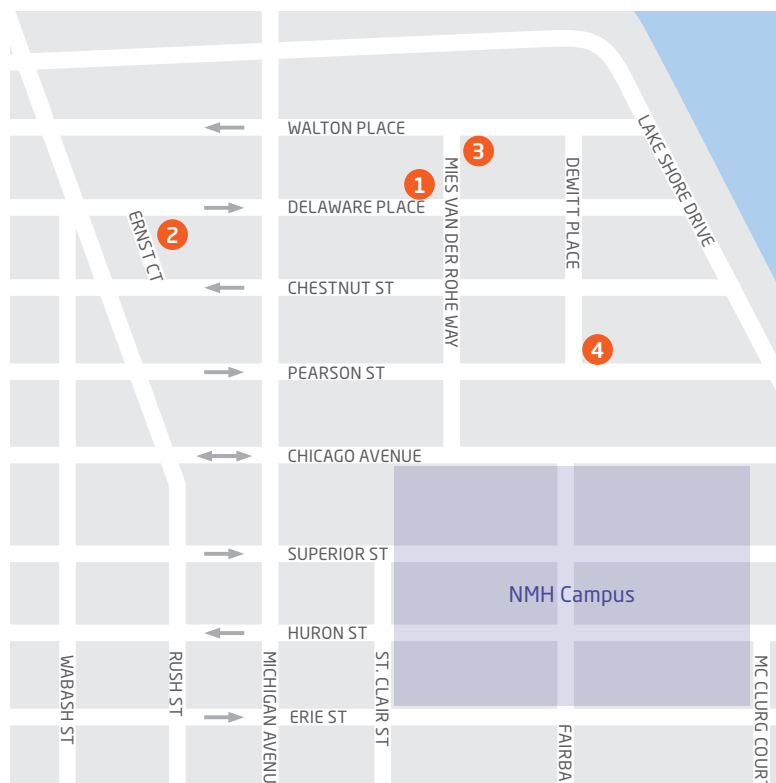 WALTON PLACE
3
LAKE SHORE DRIVE
MIES VAN DER ROHE WAY
DEWITT PLACE
1
DELAWARE PLACE
ERNST CT
2
CHESTNUT ST
4
PEARSON ST
CHICAGO AVENUE
SUPERIOR ST
NMH Campus
HURON ST
WABASH ST
RUSH ST
MICHIGAN AVENU
ST. CLAIR ST
MC CLURG COURT
ERIE ST
FAIRBA